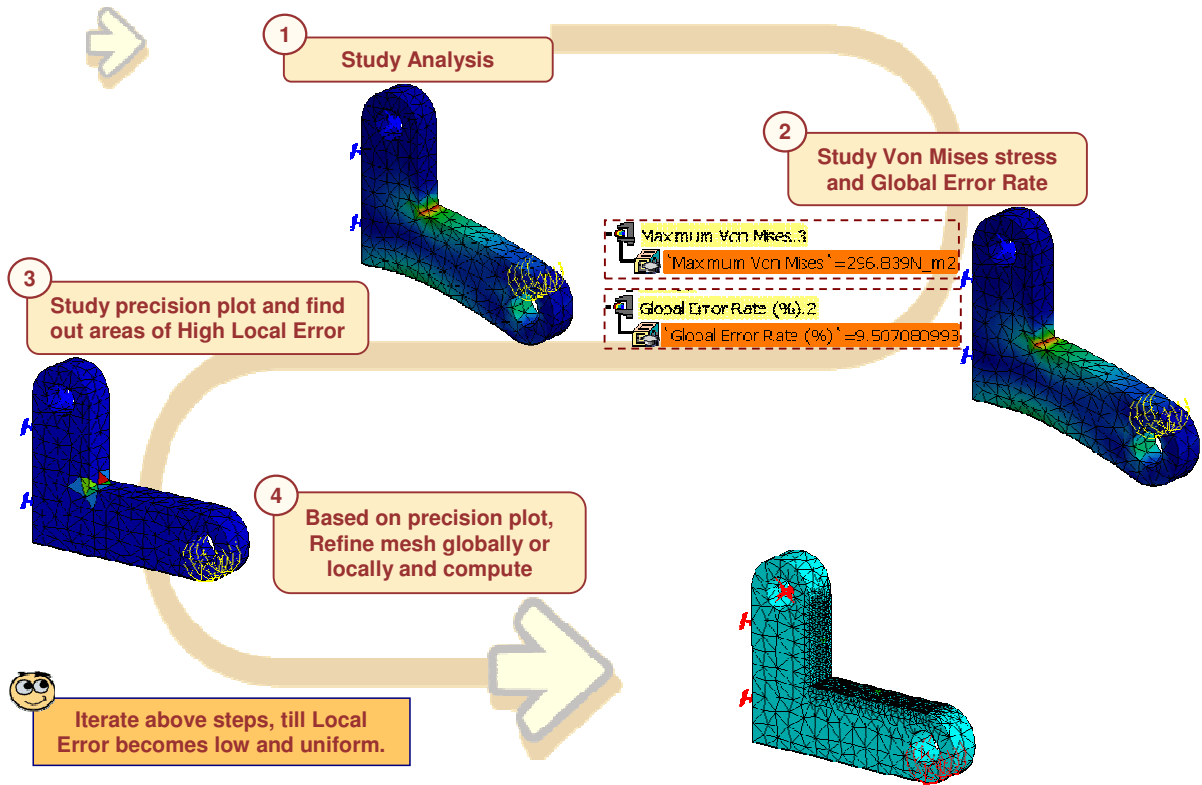 1
Study Analysis
2
Study Von Mises stress
and Global Error Rate
Maximum Von Mises.3
`Maximum Von Mises`=296.839N_m2
Global Error Rate (%).2
`Global Error Rate (%)`=9.507080993
3
Study precision plot and find
out areas of High Local Error
4
Based on precision plot,
Refine mesh globally or
locally and compute
Iterate above steps, till Local
Error becomes low and uniform.